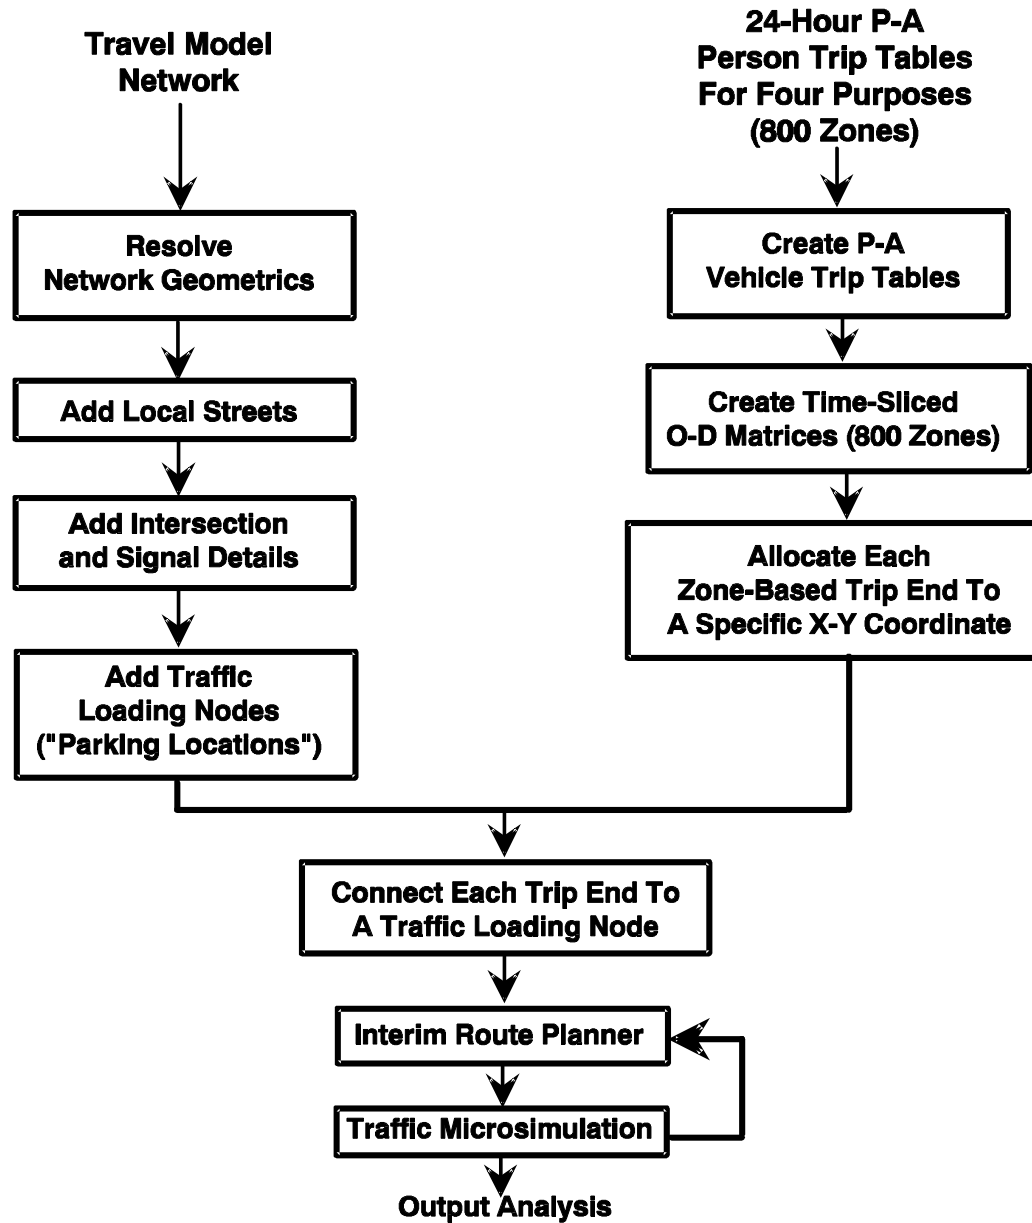 Travel Model
Network
Resolve
Network Geometrics
Add Local Streets
Add Intersection
and Signal Details
Add Traffic
Loading Nodes
("Parking Locations")
24-Hour P-A
Person Trip Tables
For Four Purposes
(800 Zones)
Create P-A
Vehicle Trip Tables
Create Time-Sliced
O-D Matrices (800 Zones)
Allocate Each
Zone-Based Trip End To
A Specific X-Y Coordinate
Connect Each Trip End To
A Traffic Loading Node
Interim Route Planner
Traffic Microsimulation
Output Analysis